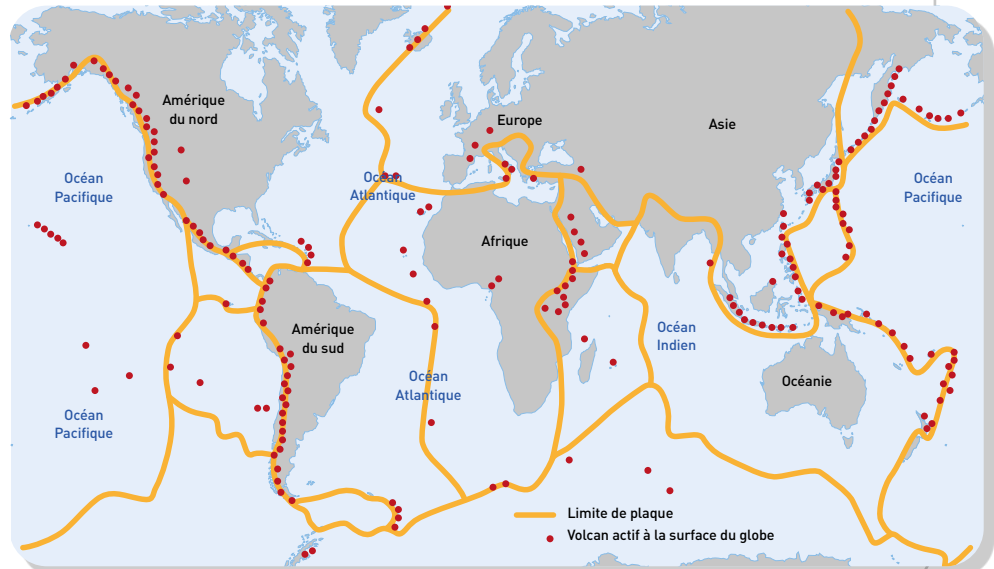 Amérique
du nord
Europe
Asie
Océan
Pacifique
Océan
Atlantique
Océan
Pacifique
Afrique
Amérique
du sud
Océan
Indien
Océan
Atlantique
Océanie
Océan
Pacifique
Limite de plaque
Volcan actif à la surface du globe